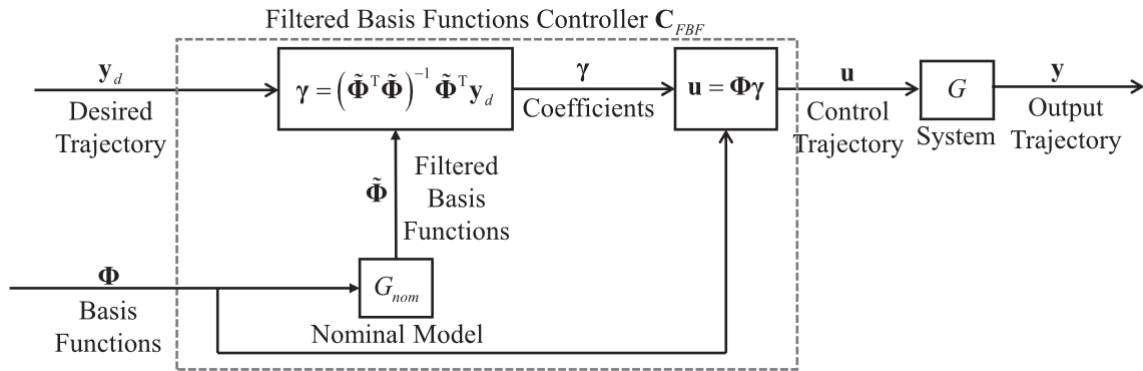 Filtered Basis Functions Controller C_FBF
y_d
Desired
Trajectory
γ = (Φ̃ᵀΦ̃)⁻¹ Φ̃ᵀy_d
γ
Coefficients
u = Φγ
u
Control
Trajectory
G
System
y
Output
Trajectory
Φ̃
Filtered
Basis
Functions
Φ
Basis
Functions
G_nom
Nominal Model